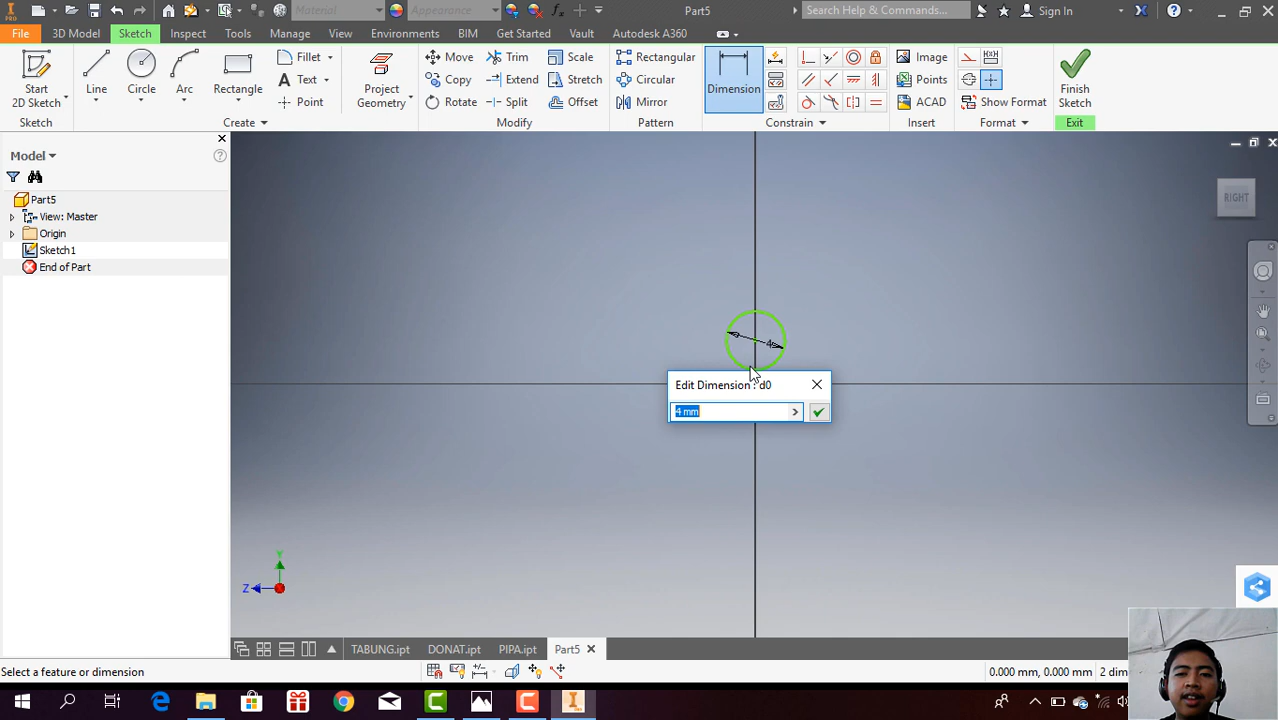 PRO
Material
Appearance
fx
Part5
Search Help & Commands...
Sign In
File
3D Model
Sketch
Inspect
Tools
Manage
View
Environments
BIM
Get Started
Vault
Autodesk A360
Start
2D Sketch
Line
Circle
Arc
Rectangle
Fillet
Text
Point
Project
Geometry
Move
Copy
Rotate
Trim
Extend
Split
Scale
Stretch
Offset
Rectangular
Circular
Mirror
Dimension
Image
Points
ACAD
Show Format
Finish
Sketch
Sketch
Create
Modify
Pattern
Constrain
Insert
Format
Exit
Model
Part5
View: Master
Origin
Sketch1
End of Part
RIGHT
4
Edit Dimension : d0
4 mm
Y
Z
TABUNG.ipt
DONAT.ipt
PIPA.ipt
Part5
Select a feature or dimension
0.000 mm, 0.000 mm
2 dim